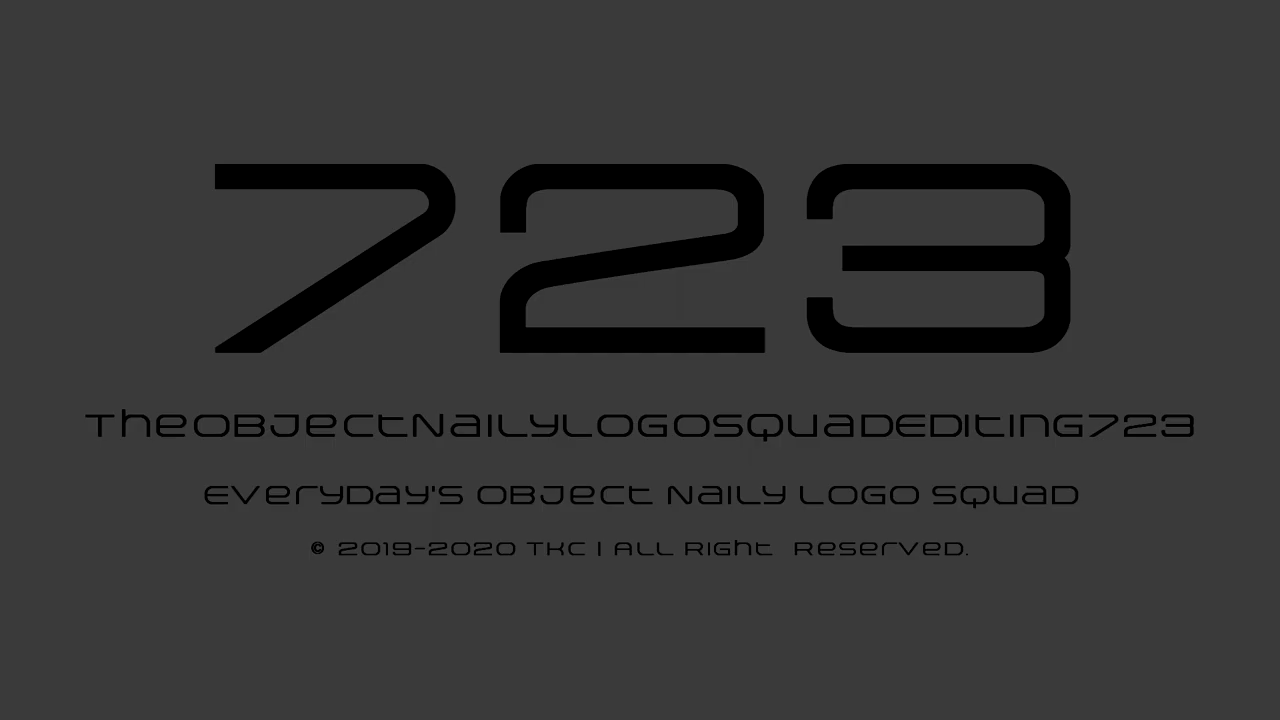 723
TheObjectNailyLogoSquadEditing723
Everyday's Object Naily Logo Squad
© 2019-2020 TKC | All Right Reserved.